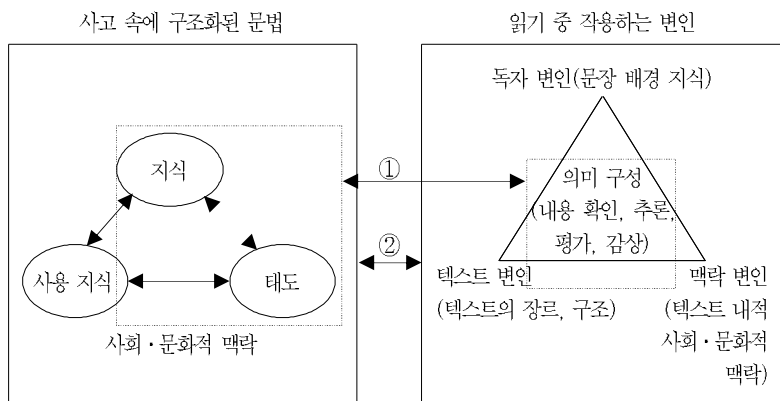 사고 속에 구조화된 문법
읽기 중 작용하는 변인
독자 변인(문장 배경 지식)
지식
①
의미 구성
(내용 확인, 추론,
평가, 감상)
②
사용 지식
태도
사회·문화적 맥락
텍스트 변인
(텍스트의 장르, 구조)
맥락 변인
(텍스트 내적
사회·문화적
맥락)